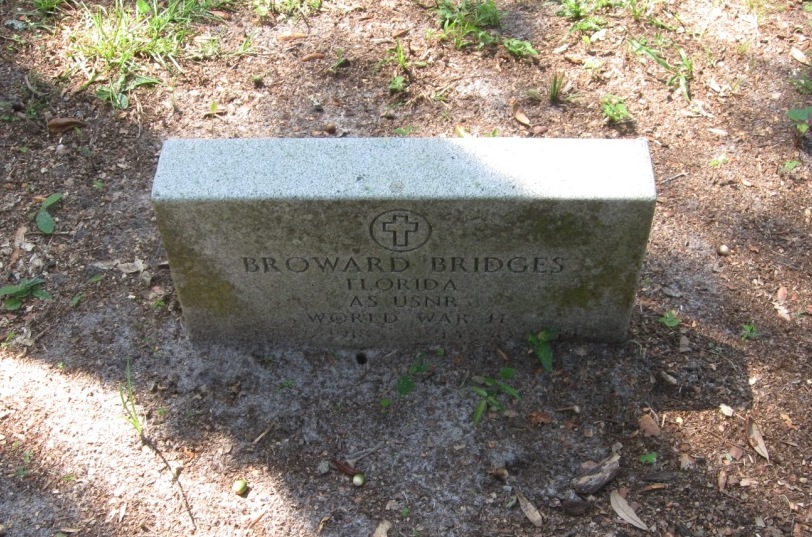 BROWARD BRIDGES
FLORIDA
AS USNR
WORLD WAR II